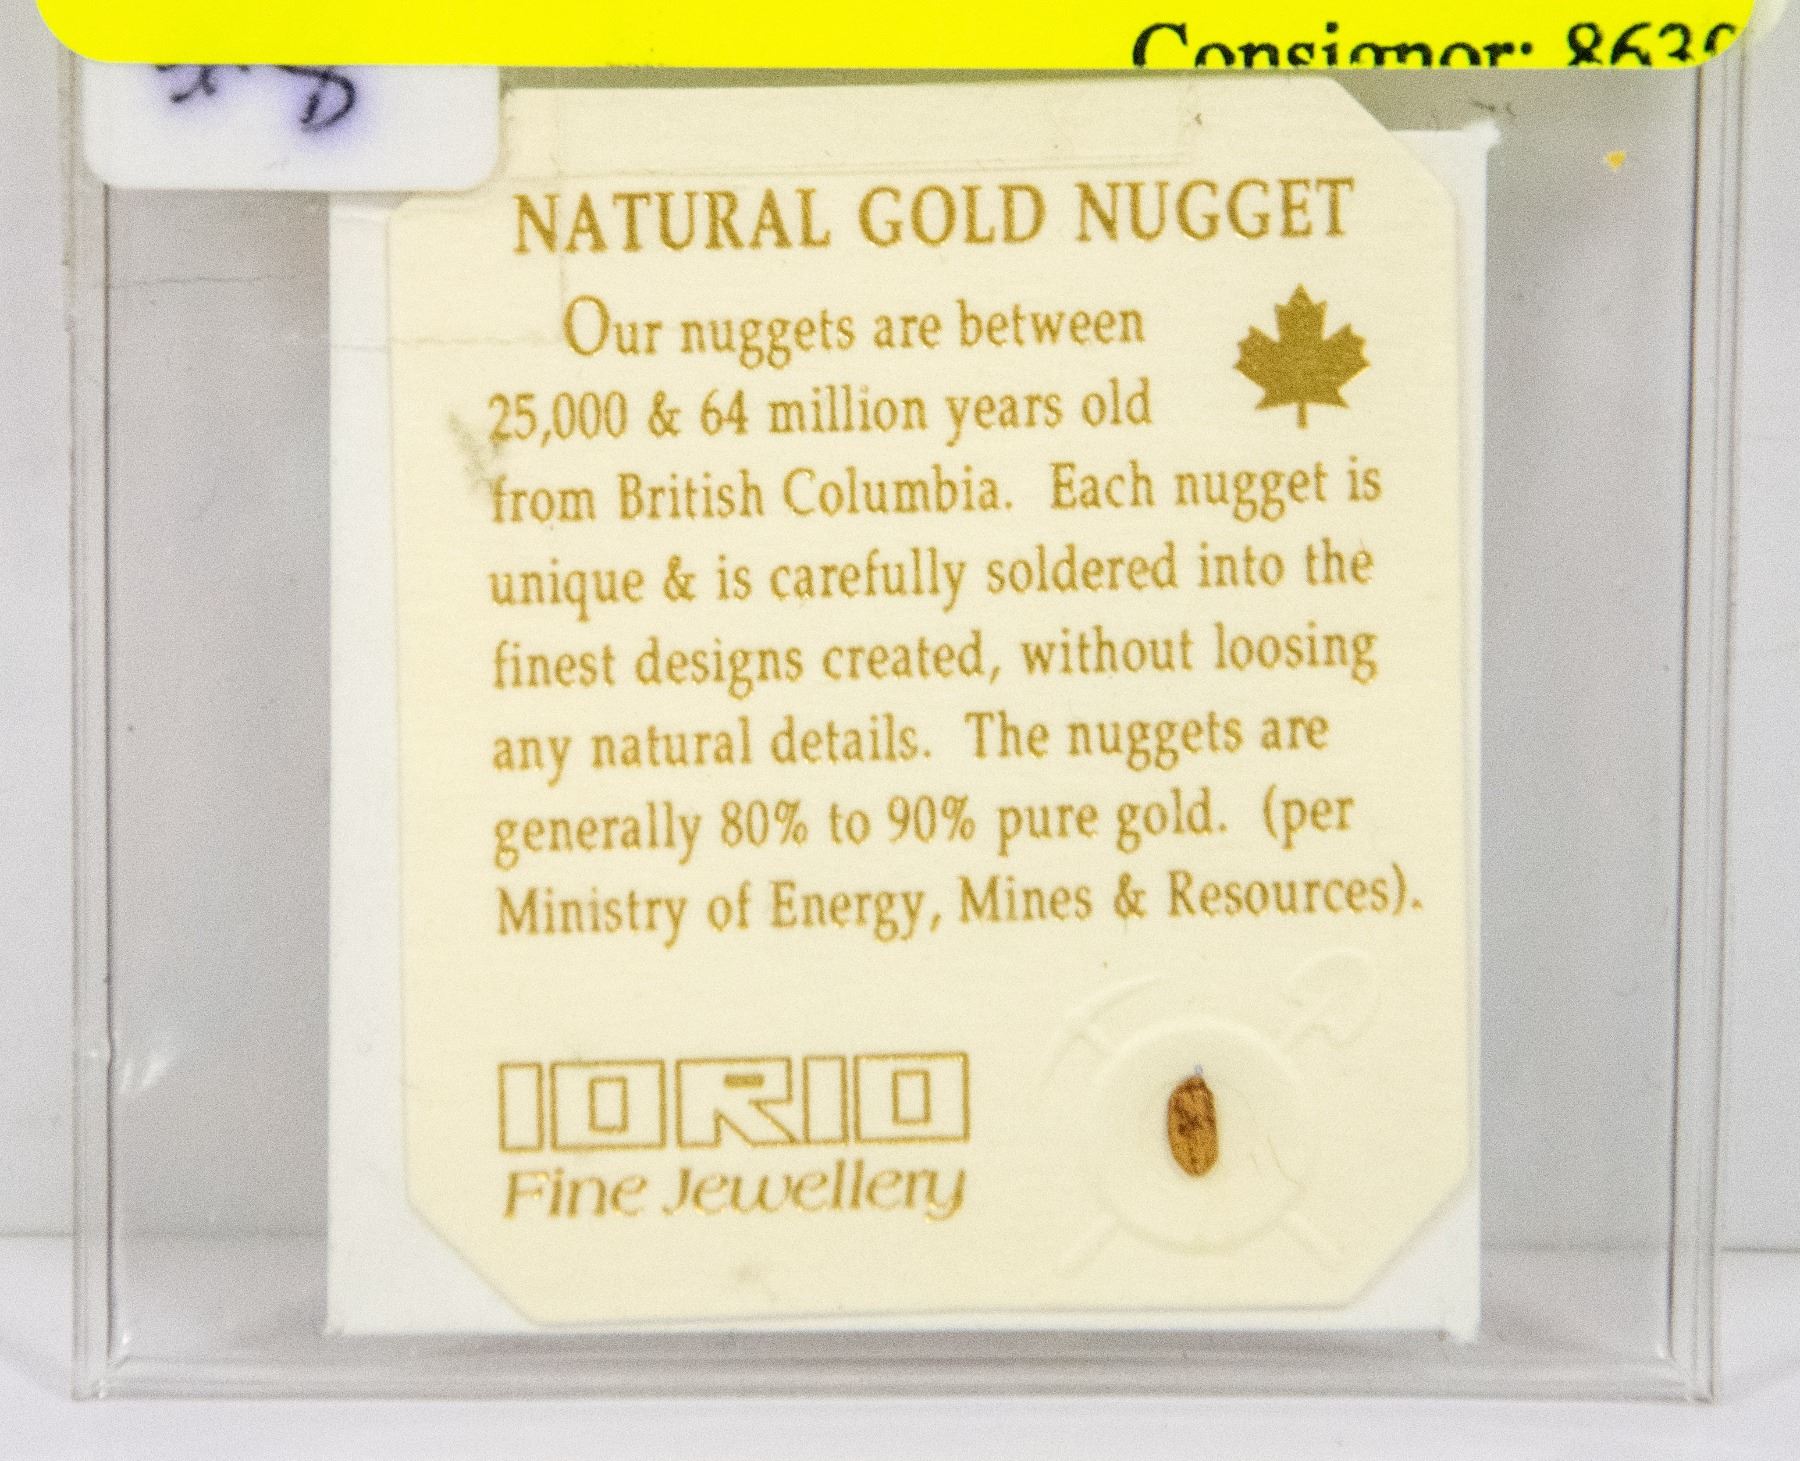 Consignor: 8639
NATURAL GOLD NUGGET
Our nuggets are between
25,000 & 64 million years old
from British Columbia. Each nugget is
unique & is carefully soldered into the
finest designs created, without loosing
any natural details. The nuggets are
generally 80% to 90% pure gold. (per
Ministry of Energy, Mines & Resources).
IORIO
Fine Jewellery